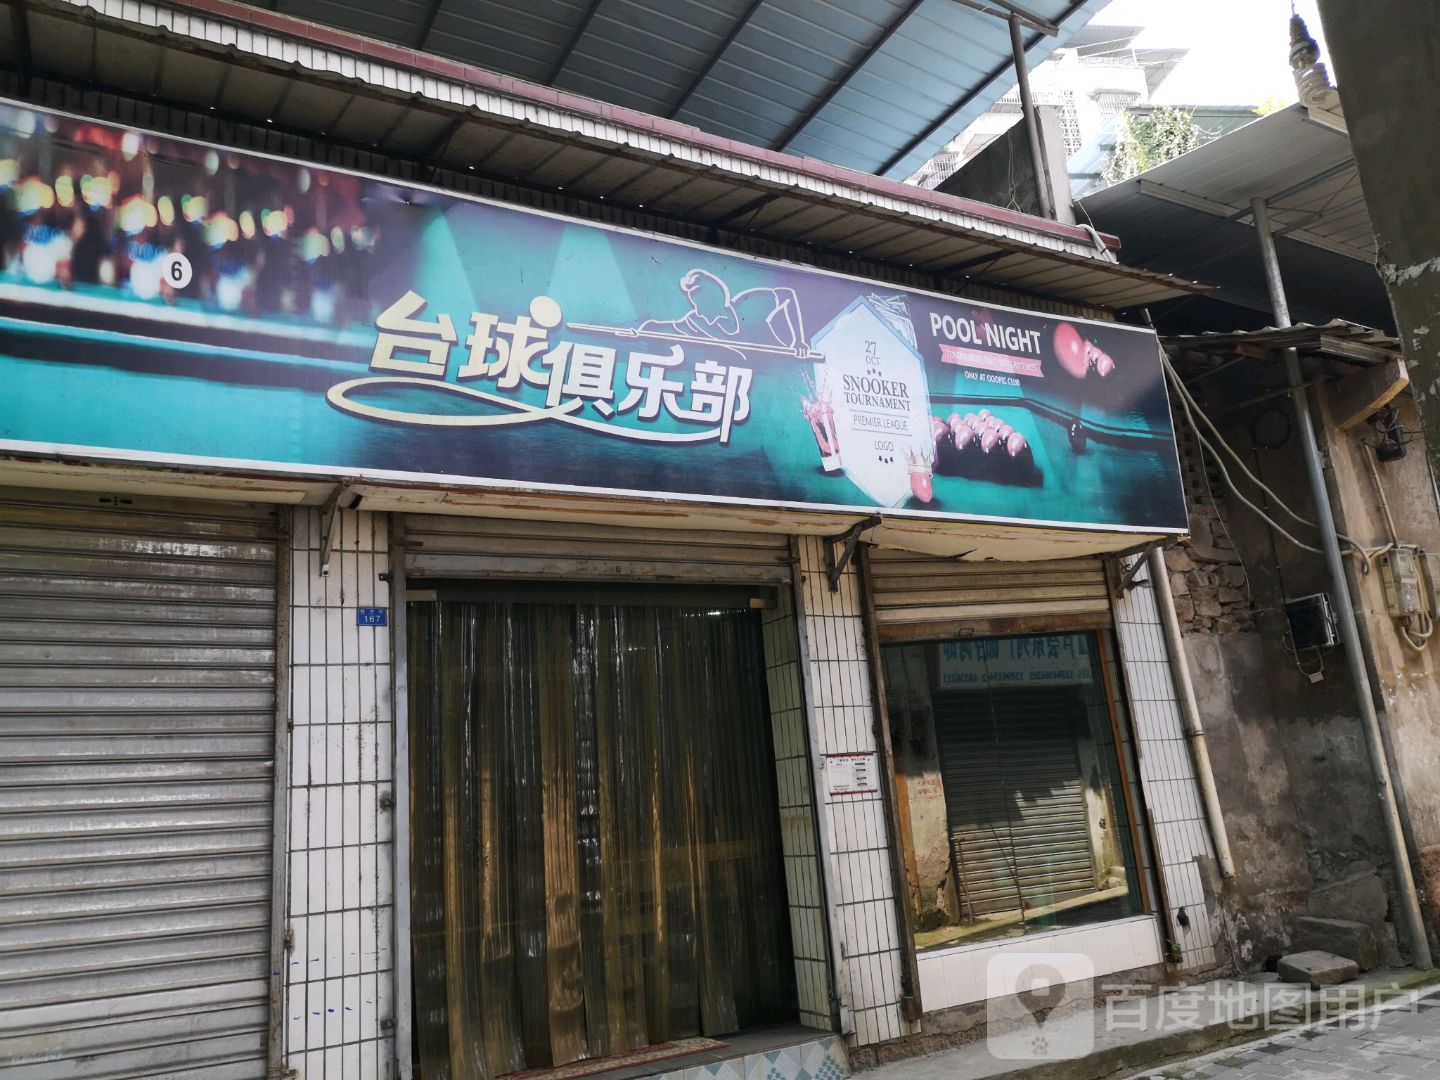 6
台球俱乐部
27
OCT
SNOOKER
TOURNAMENT
PREMIER LEAGUE
LOGO
POOL NIGHT
ONLY AT OOOPIC CLUB
167
百度地图用户